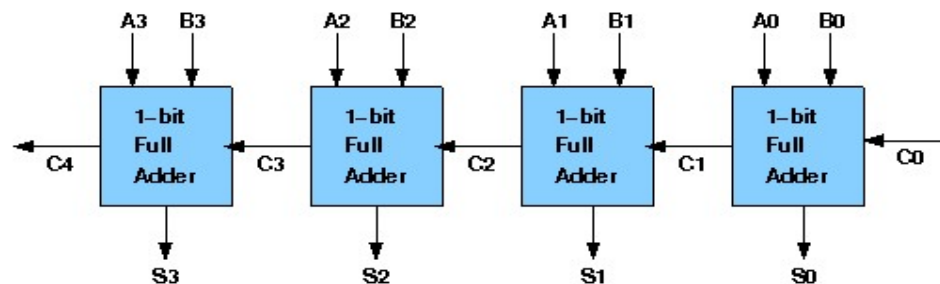 A3 B3 A2 B2 A1 B1 A0 B0
1-bit 1-bit 1-bit 1-bit
Full Full Full Full
Adder Adder Adder Adder
C4 C3 C2 C1 C0
S3 S2 S1 S0